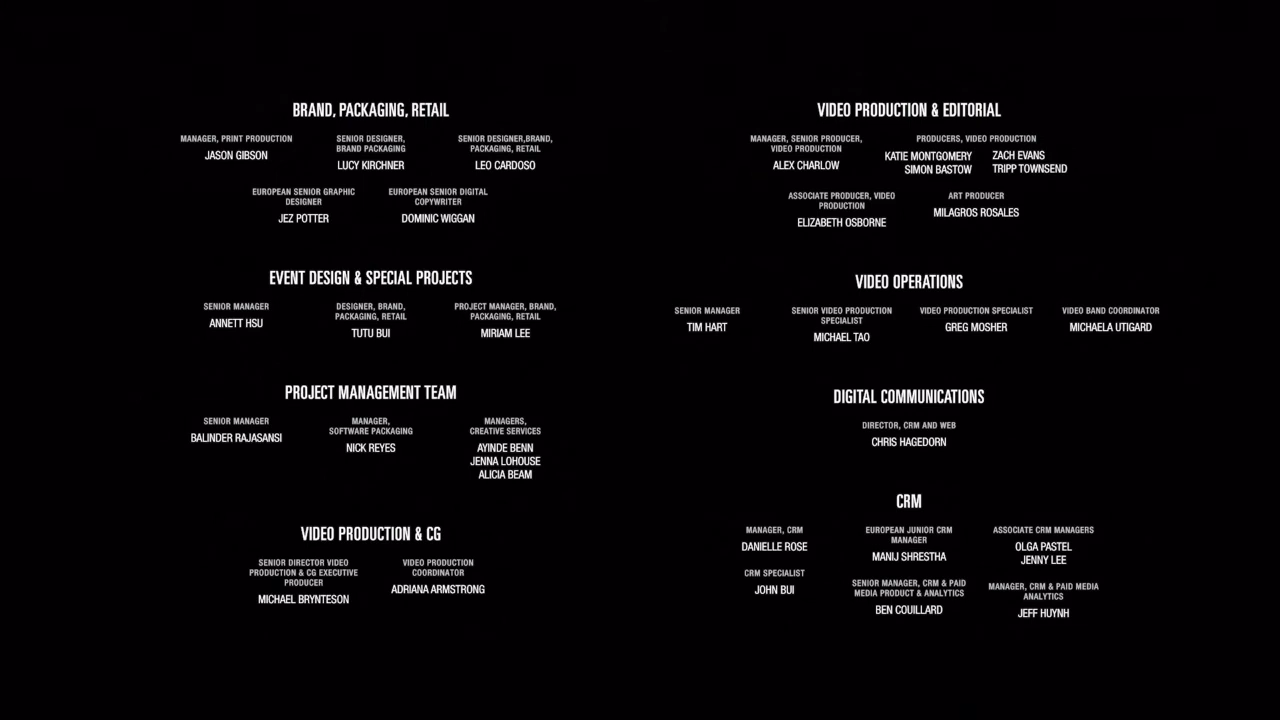 BRAND, PACKAGING, RETAIL
MANAGER, PRINT PRODUCTION
JASON GIBSON
SENIOR DESIGNER,
BRAND PACKAGING
LUCY KIRCHNER
SENIOR DESIGNER,BRAND,
PACKAGING, RETAIL
LEO CARDOSO
EUROPEAN SENIOR GRAPHIC
DESIGNER
JEZ POTTER
EUROPEAN SENIOR DIGITAL
COPYWRITER
DOMINIC WIGGAN
EVENT DESIGN & SPECIAL PROJECTS
SENIOR MANAGER
ANNETT HSU
DESIGNER, BRAND,
PACKAGING, RETAIL
TUTU BUI
PROJECT MANAGER, BRAND,
PACKAGING, RETAIL
MIRIAM LEE
PROJECT MANAGEMENT TEAM
SENIOR MANAGER
BALINDER RAJASANSI
MANAGER,
SOFTWARE PACKAGING
NICK REYES
MANAGERS,
CREATIVE SERVICES
AYINDE BENN
JENNA LOHOUSE
ALICIA BEAM
VIDEO PRODUCTION & CG
SENIOR DIRECTOR VIDEO
PRODUCTION & CG EXECUTIVE
PRODUCER
MICHAEL BRYNTESON
VIDEO PRODUCTION
COORDINATOR
ADRIANA ARMSTRONG
VIDEO PRODUCTION & EDITORIAL
MANAGER, SENIOR PRODUCER,
VIDEO PRODUCTION
ALEX CHARLOW
PRODUCERS, VIDEO PRODUCTION
KATIE MONTGOMERY
SIMON BASTOW
ZACH EVANS
TRIPP TOWNSEND
ASSOCIATE PRODUCER, VIDEO
PRODUCTION
ELIZABETH OSBORNE
ART PRODUCER
MILAGROS ROSALES
VIDEO OPERATIONS
SENIOR MANAGER
TIM HART
SENIOR VIDEO PRODUCTION
SPECIALIST
MICHAEL TAO
VIDEO PRODUCTION SPECIALIST
GREG MOSHER
VIDEO BAND COORDINATOR
MICHAELA UTIGARD
DIGITAL COMMUNICATIONS
DIRECTOR, CRM AND WEB
CHRIS HAGEDORN
CRM
MANAGER, CRM
DANIELLE ROSE
EUROPEAN JUNIOR CRM
MANAGER
MANIJ SHRESTHA
ASSOCIATE CRM MANAGERS
OLGA PASTEL
JENNY LEE
CRM SPECIALIST
JOHN BUI
SENIOR MANAGER, CRM & PAID
MEDIA PRODUCT & ANALYTICS
BEN COUILLARD
MANAGER, CRM & PAID MEDIA
ANALYTICS
JEFF HUYNH